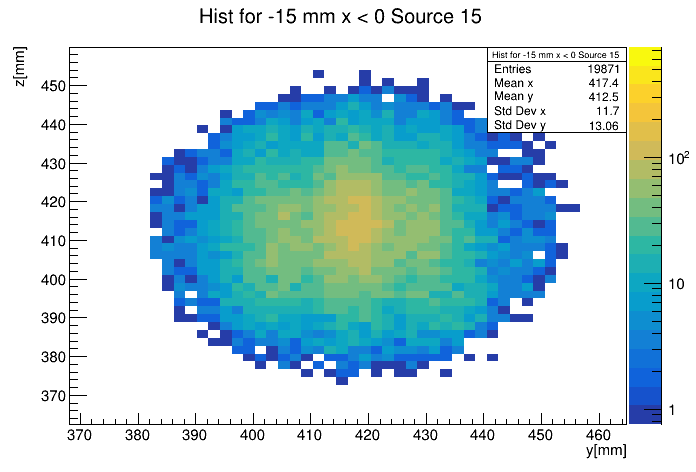 Hist for -15 mm x < 0 Source 15
z[mm]
Hist for -15 mm x < 0 Source 15
Entries 19871
Mean x 417.4
Mean y 412.5
Std Dev x 11.7
Std Dev y 13.06
450
440
430
420
410
400
390
380
370
370 380 390 400 410 420 430 440 450 460
y[mm]
10²
10
1